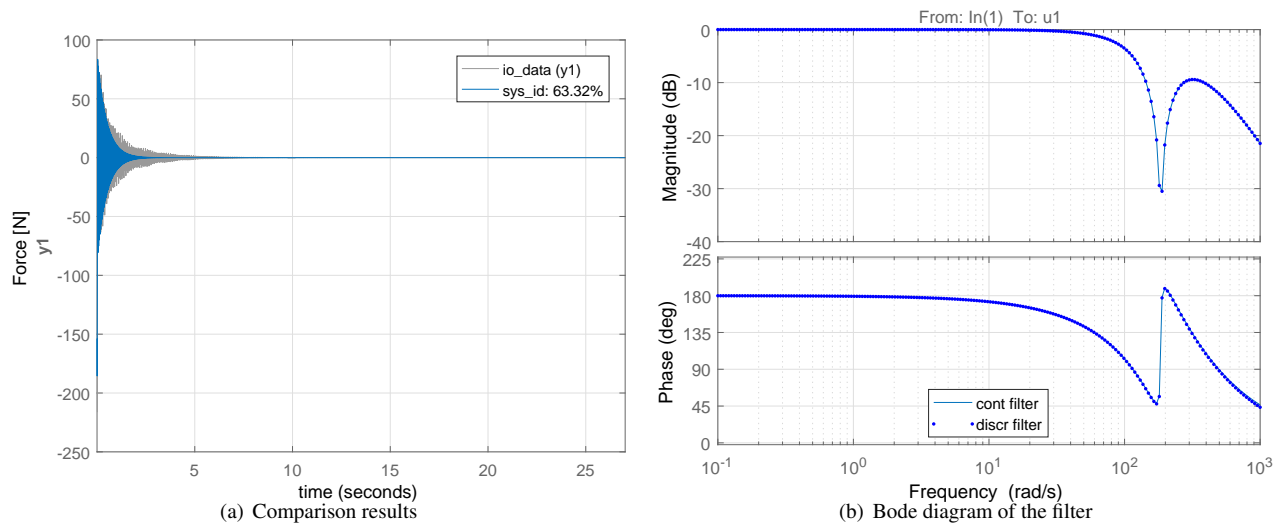 100
50
0
-50
-100
-150
-200
-250
5
10
15
20
25
Force [N]
y1
time (seconds)
io_data (y1)
sys_id: 63.32%
(a) Comparison results
From: In(1) To: u1
0
-10
-20
-30
-40
Magnitude (dB)
225
180
135
90
45
0
Phase (deg)
cont filter
discr filter
10^-1
10^0
10^1
10^2
10^3
Frequency (rad/s)
(b) Bode diagram of the filter